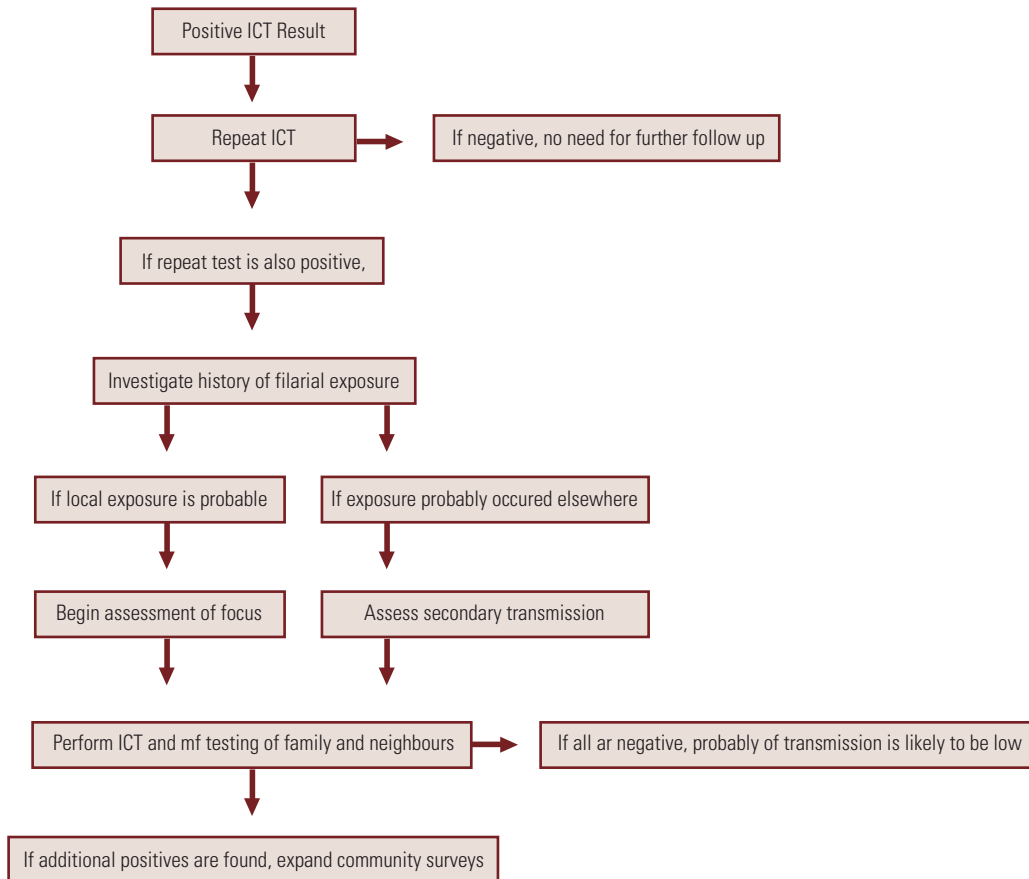 Positive ICT Result
Repeat ICT
If negative, no need for further follow up
If repeat test is also positive,
Investigate history of filarial exposure
If local exposure is probable
If exposure probably occured elsewhere
Begin assessment of focus
Assess secondary transmission
Perform ICT and mf testing of family and neighbours
If all ar negative, probably of transmission is likely to be low
If additional positives are found, expand community surveys